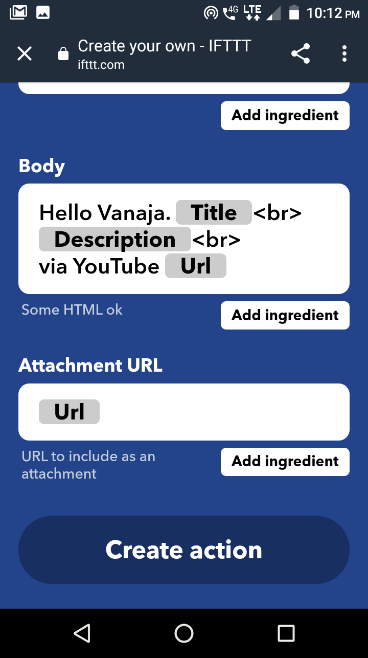 4G LTE 10:12 PM
Create your own - IFTTT
ifttt.com
Add ingredient
Body
Hello Vanaja. Title <br>
Description <br>
via YouTube Url
Some HTML ok
Add ingredient
Attachment URL
Url
URL to include as an
attachment
Add ingredient
Create action